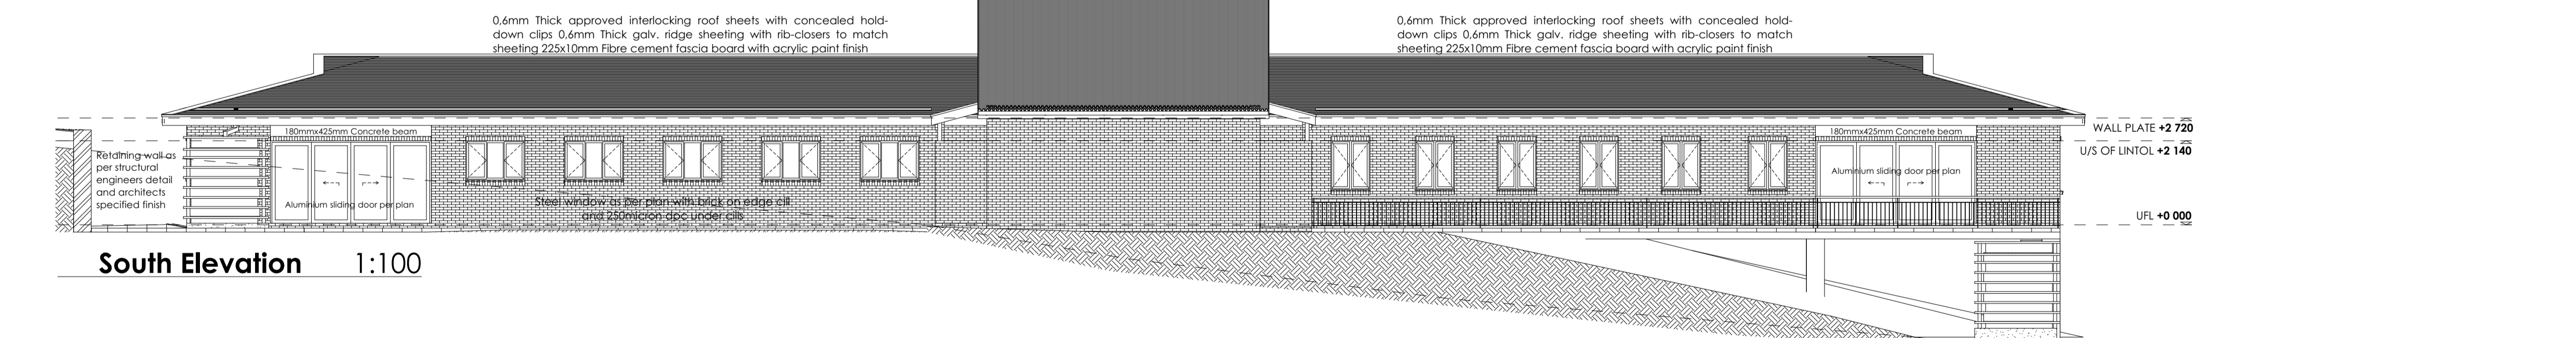 0,6mm Thick approved interlocking roof sheets with concealed hold-
down clips 0,6mm Thick galv. ridge sheeting with rib-closers to match
sheeting 225x10mm Fibre cement fascia board with acrylic paint finish
0,6mm Thick approved interlocking roof sheets with concealed hold-
down clips 0,6mm Thick galv. ridge sheeting with rib-closers to match
sheeting 225x10mm Fibre cement fascia board with acrylic paint finish
180mmx425mm Concrete beam
180mmx425mm Concrete beam
WALL PLATE +2 720
U/S OF LINTOL +2 140
Retaining wall as
per structural
engineers detail
and architects
specified finish
Aluminium sliding door per plan
Aluminium sliding door per plan
Steel window as per plan with brick on edge cill
and 250micron dpc under cills
UFL +0 000
South Elevation 1:100